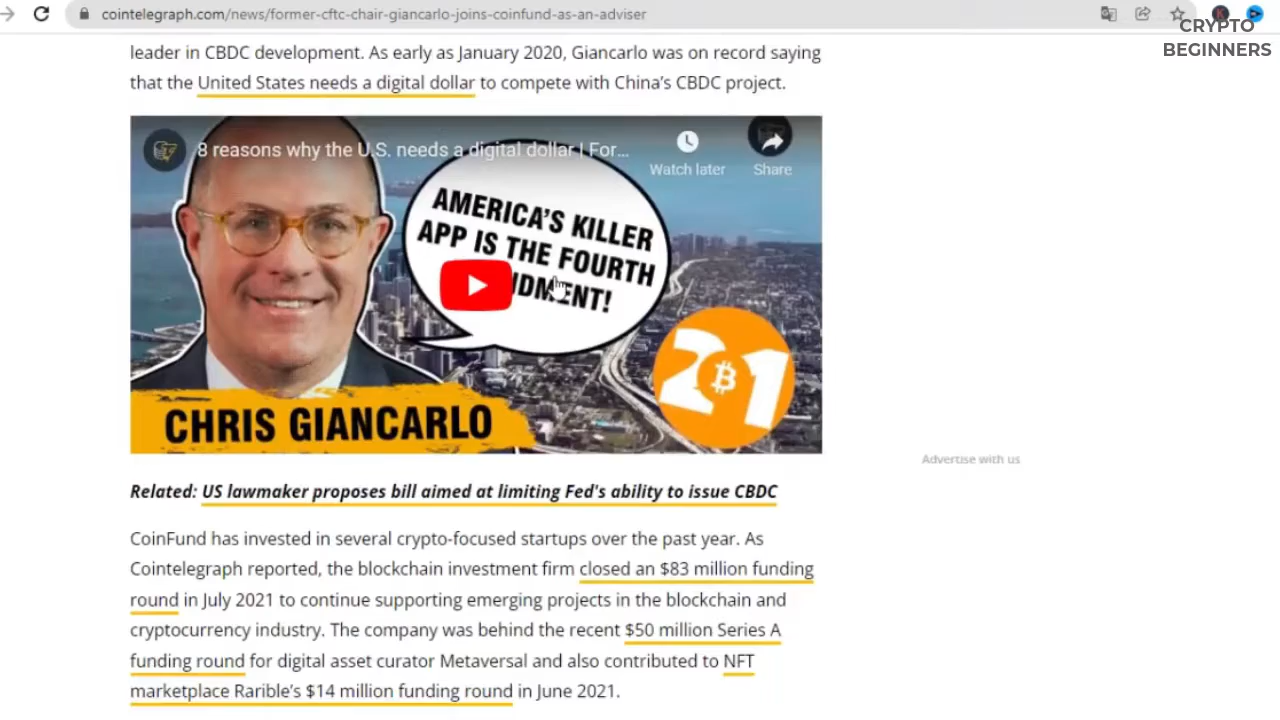 cointelegraph.com/news/former-cftc-chair-giancarlo-joins-coinfund-as-an-adviser
CRYPTO
BEGINNERS
leader in CBDC development. As early as January 2020, Giancarlo was on record saying
that the United States needs a digital dollar to compete with China's CBDC project.
8 reasons why the U.S. needs a digital dollar | For...
Watch later
Share
AMERICA'S KILLER
APP IS THE FOURTH
NDMENT!
21
CHRIS GIANCARLO
Advertise with us
Related: US lawmaker proposes bill aimed at limiting Fed's ability to issue CBDC
CoinFund has invested in several crypto-focused startups over the past year. As
Cointelegraph reported, the blockchain investment firm closed an $83 million funding
round in July 2021 to continue supporting emerging projects in the blockchain and
cryptocurrency industry. The company was behind the recent $50 million Series A
funding round for digital asset curator Metaversal and also contributed to NFT
marketplace Rarible's $14 million funding round in June 2021.